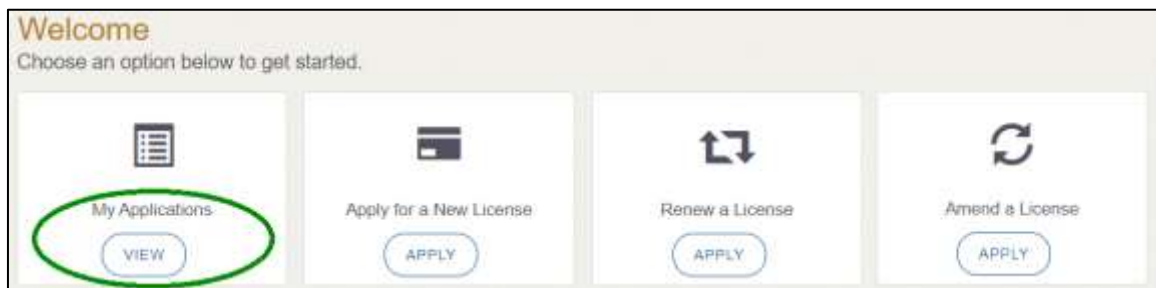 Welcome
Choose an option below to get started.
My Applications
Apply for a New License
Renew a License
Amend a License
VIEW
APPLY
APPLY
APPLY